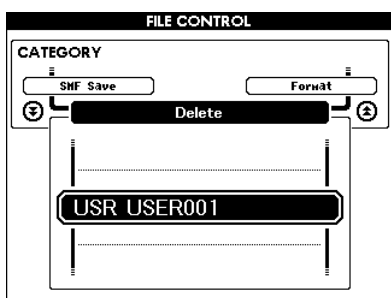 FILE CONTROL
CATEGORY
SMF Save
Format
Delete
USR USER001